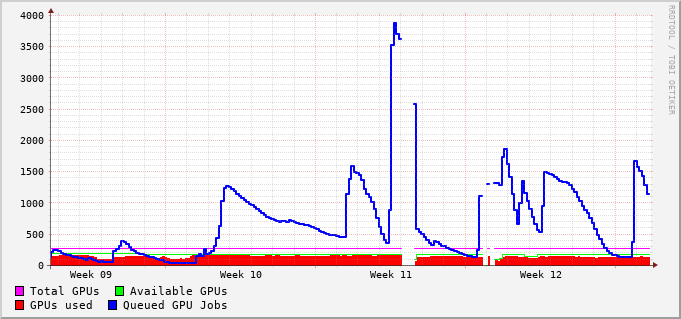 4000
3500
3000
2500
2000
1500
1000
500
0
Week 09 Week 10 Week 11 Week 12
Total GPUs Available GPUs
GPUs used Queued GPU Jobs
RRDTOOL / TOBI OETIKER